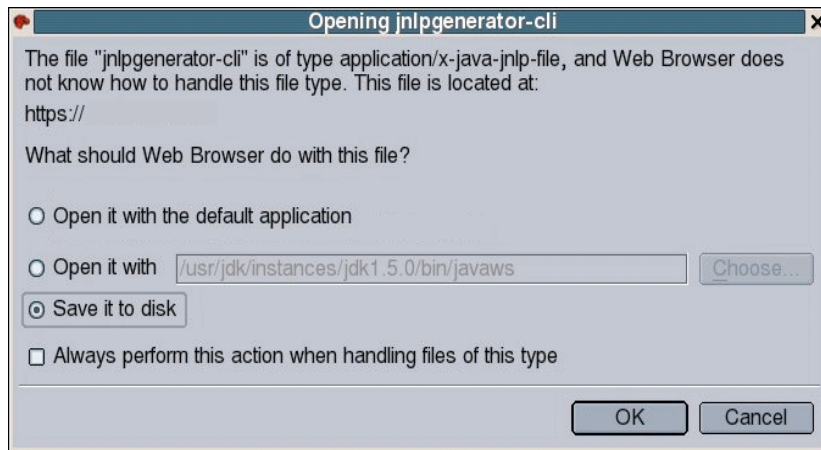 Opening jnlpgenerator-cli
The file "jnlpgenerator-cli" is of type application/x-java-jnlp-file, and Web Browser does
not know how to handle this file type. This file is located at:
https://
What should Web Browser do with this file?
Open it with the default application
Open it with /usr/jdk/instances/jdk1.5.0/bin/javaws Choose...
Save it to disk
Always perform this action when handling files of this type
OK Cancel